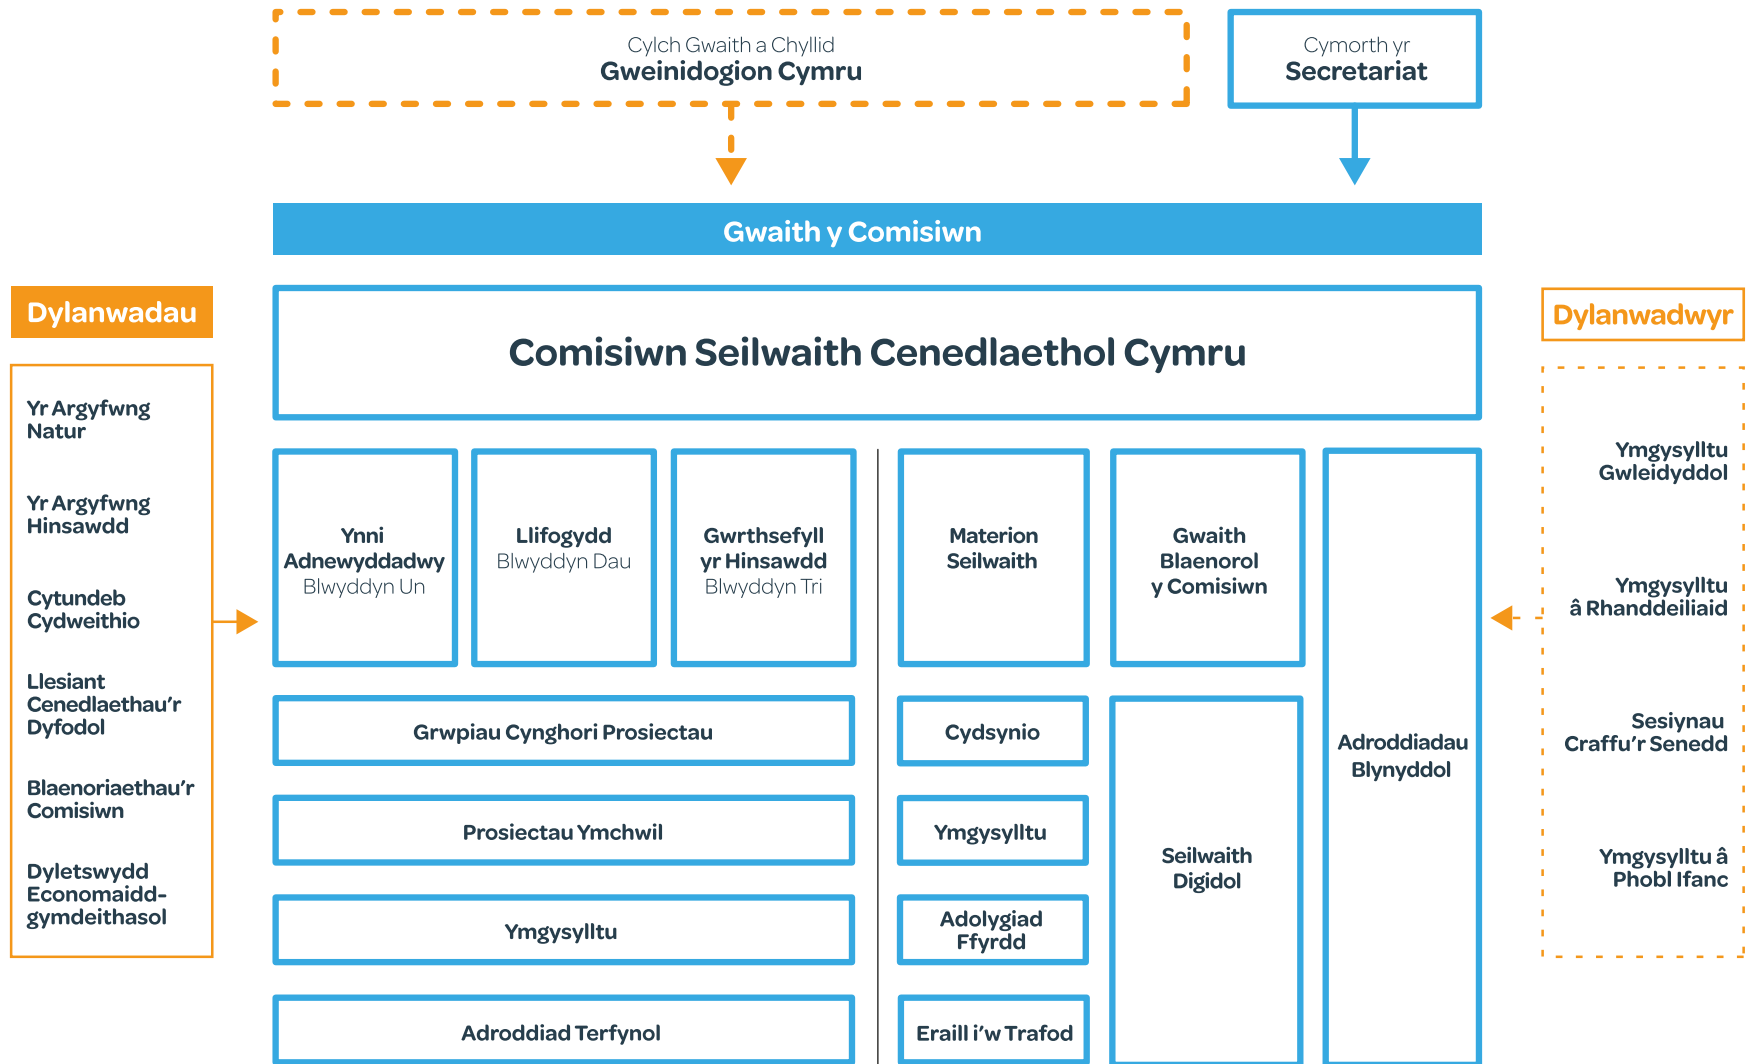 Cylch Gwaith a Chyllid
Gweinidogion Cymru
Cymorth yr
Secretariat
Gwaith y Comisiwn
Dylanwadau
Yr Argyfwng
Natur
Yr Argyfwng
Hinsawdd
Cytundeb
Cydweithio
Llesiant
Cenedlaethau'r
Dyfodol
Blaenoriaethau'r
Comisiwn
Dyletswydd
Economaidd-
gymdeithasol
Comisiwn Seilwaith Cenedlaethol Cymru
Ynni
Adnewyddadwy
Blwyddyn Un
Llifogydd
Blwyddyn Dau
Gwrthsefyll
yr Hinsawdd
Blwyddyn Tri
Grwpiau Cynghori Prosiectau
Prosiectau Ymchwil
Ymgysylltu
Adroddiad Terfynol
Materion
Seilwaith
Cydsynio
Ymgysylltu
Adolygiad
Ffyrdd
Eraill i'w Trafod
Gwaith
Blaenorol
y Comisiwn
Seilwaith
Digidol
Adroddiadau
Blynyddol
Dylanwadwyr
Ymgysylltu
Gwleidyddol
Ymgysylltu
â Rhanddeiliaid
Sesiynau
Craffu'r Senedd
Ymgysylltu â
Phobl Ifanc